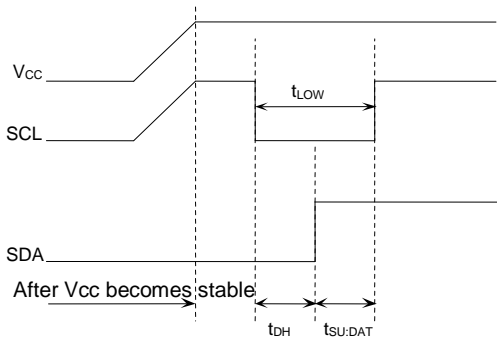 VCC
tLOW
SCL
SDA
After Vcc becomes stable
tDH
tSU:DAT